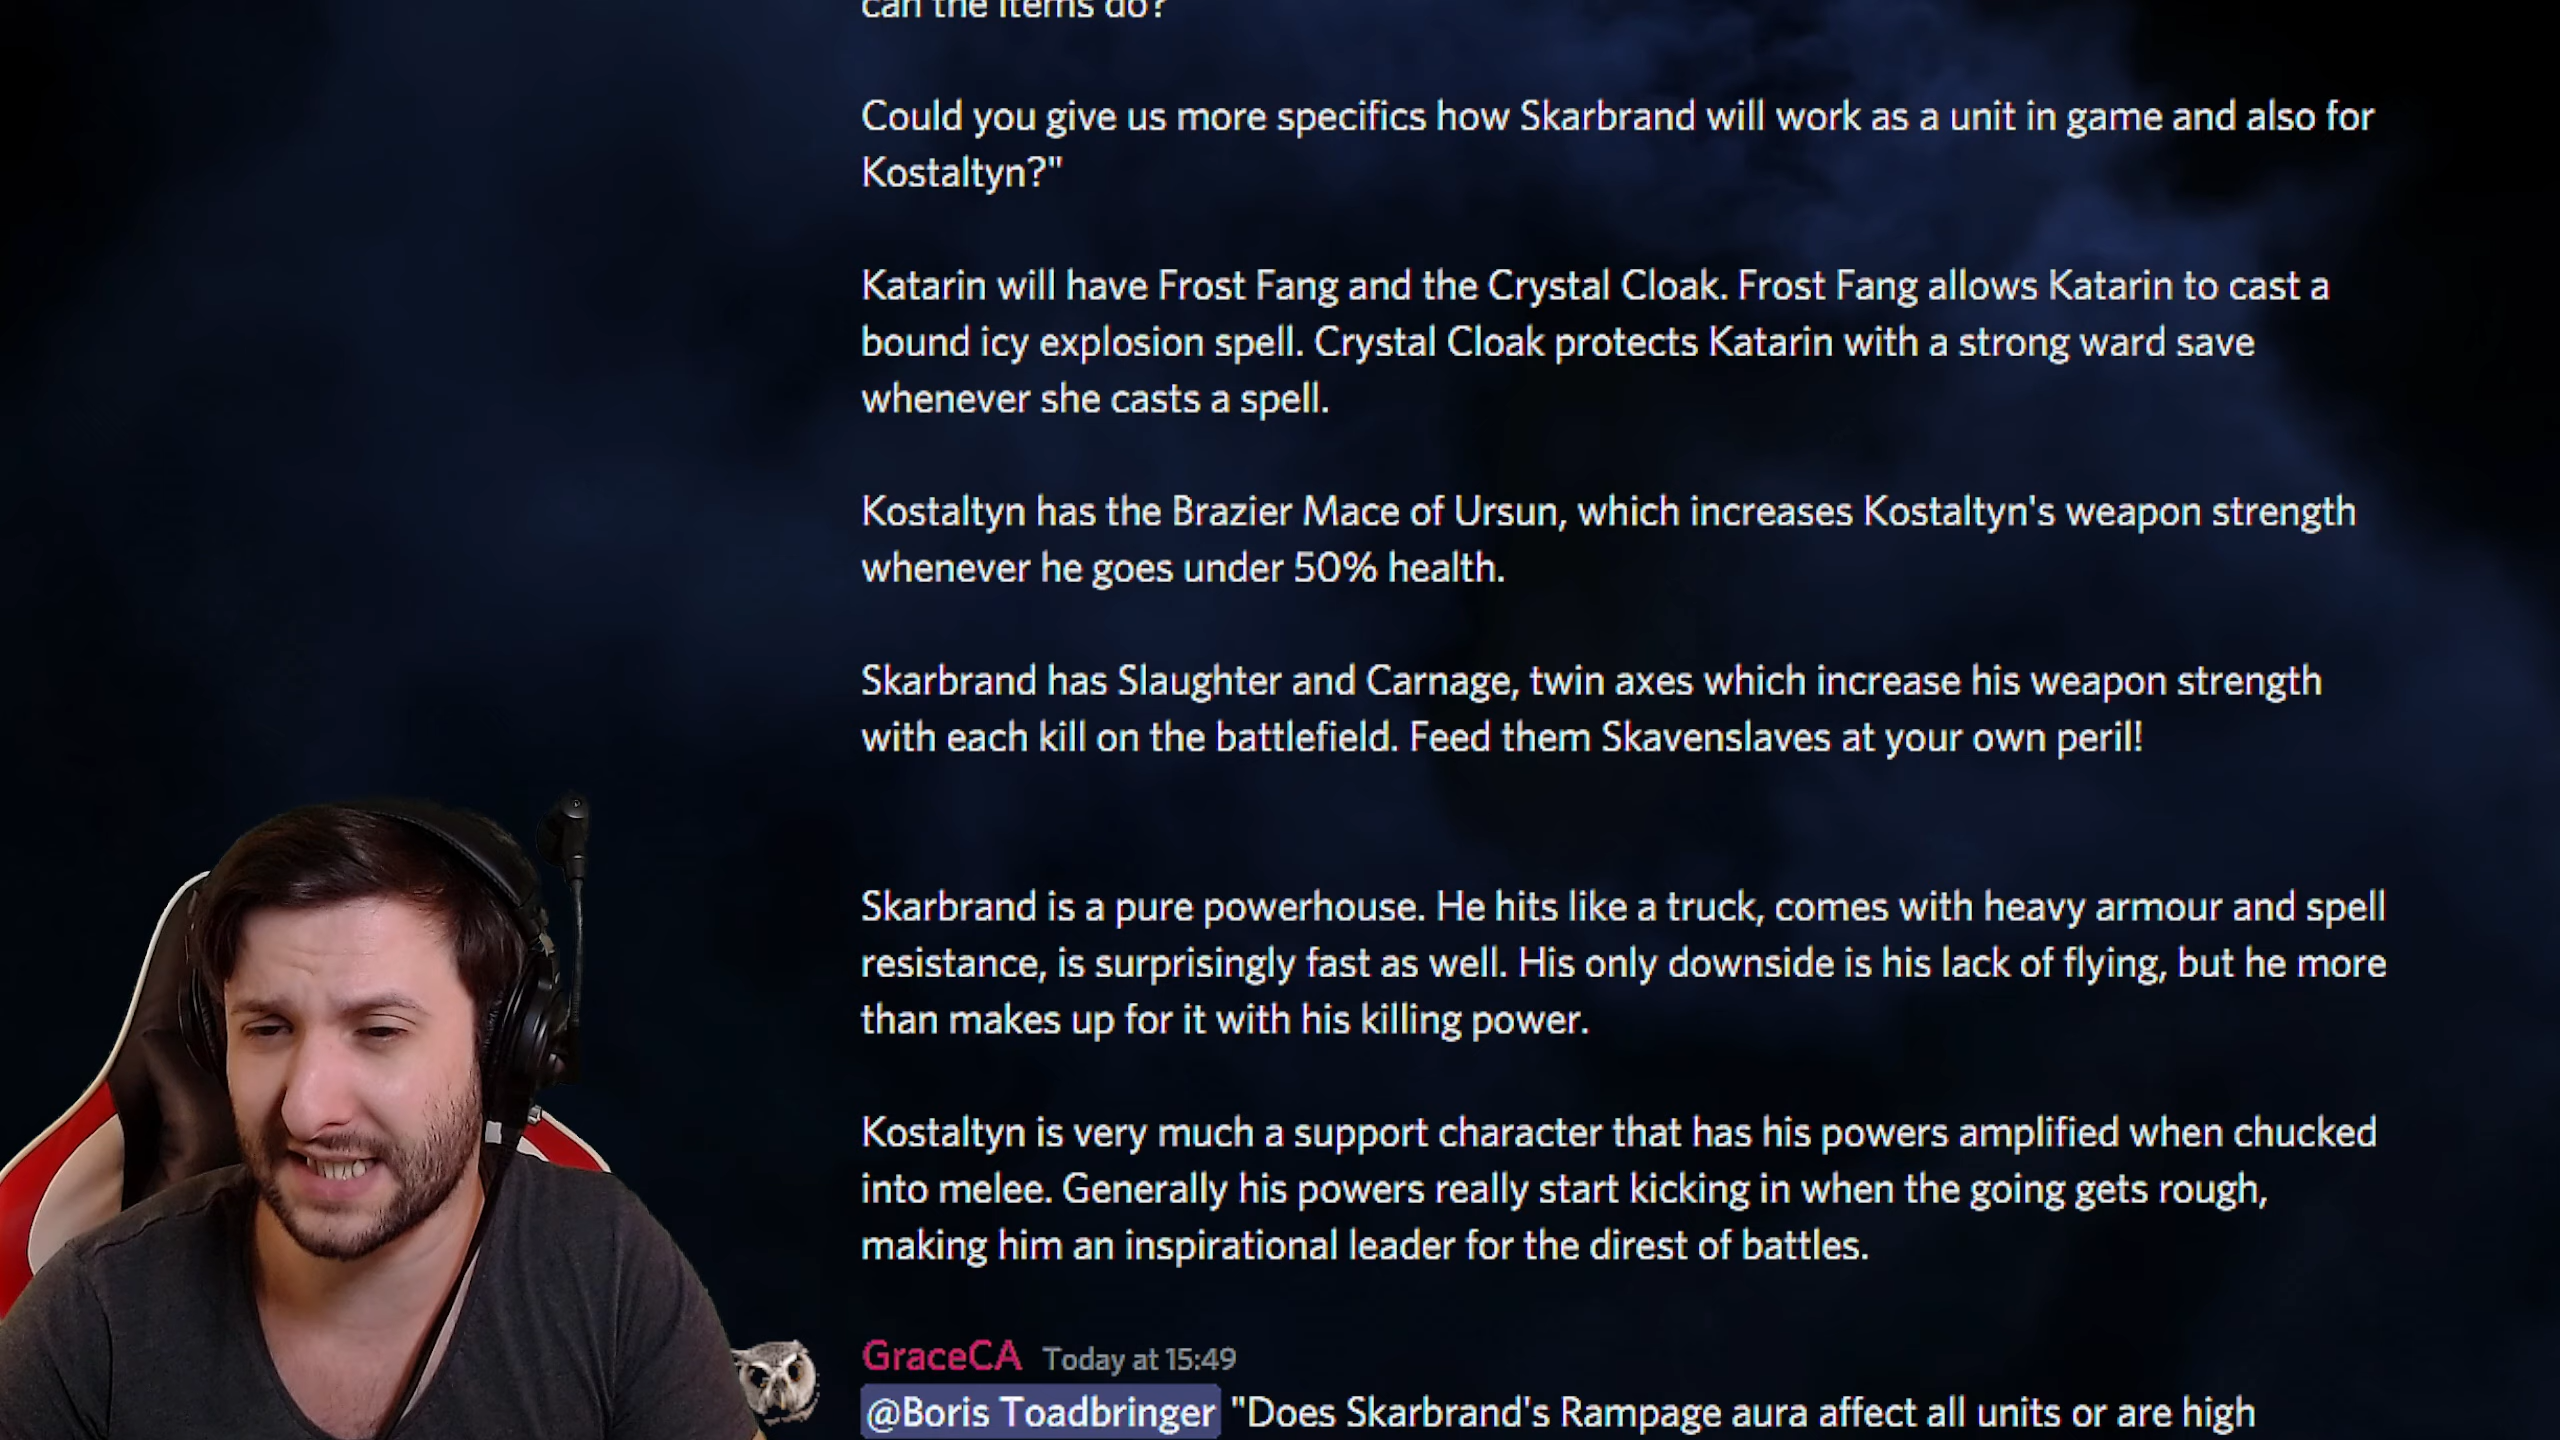 can the items do?
Could you give us more specifics how Skarbrand will work as a unit in game and also for
Kostaltyn?"
Katarin will have Frost Fang and the Crystal Cloak. Frost Fang allows Katarin to cast a
bound icy explosion spell. Crystal Cloak protects Katarin with a strong ward save
whenever she casts a spell.
Kostaltyn has the Brazier Mace of Ursun, which increases Kostaltyn's weapon strength
whenever he goes under 50% health.
Skarbrand has Slaughter and Carnage, twin axes which increase his weapon strength
with each kill on the battlefield. Feed them Skavenslaves at your own peril!
Skarbrand is a pure powerhouse. He hits like a truck, comes with heavy armour and spell
resistance, is surprisingly fast as well. His only downside is his lack of flying, but he more
than makes up for it with his killing power.
Kostaltyn is very much a support character that has his powers amplified when chucked
into melee. Generally his powers really start kicking in when the going gets rough,
making him an inspirational leader for the direst of battles.
GraceCA Today at 15:49
@Boris Toadbringer "Does Skarbrand's Rampage aura affect all units or are high